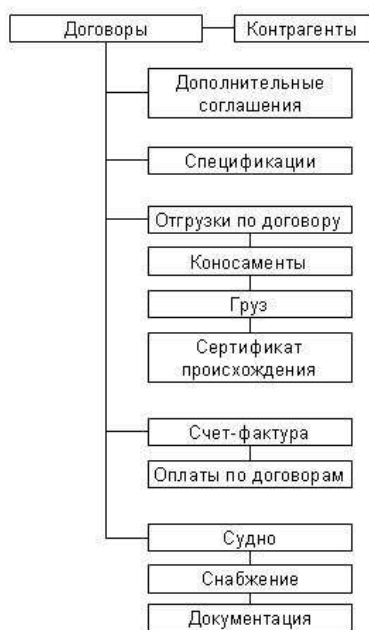 Договоры
Контрагенты
Дополнительные
соглашения
Спецификации
Отгрузки по договору
Коносаменты
Груз
Сертификат
происхождения
Счет-фактура
Оплаты по договорам
Судно
Снабжение
Документация